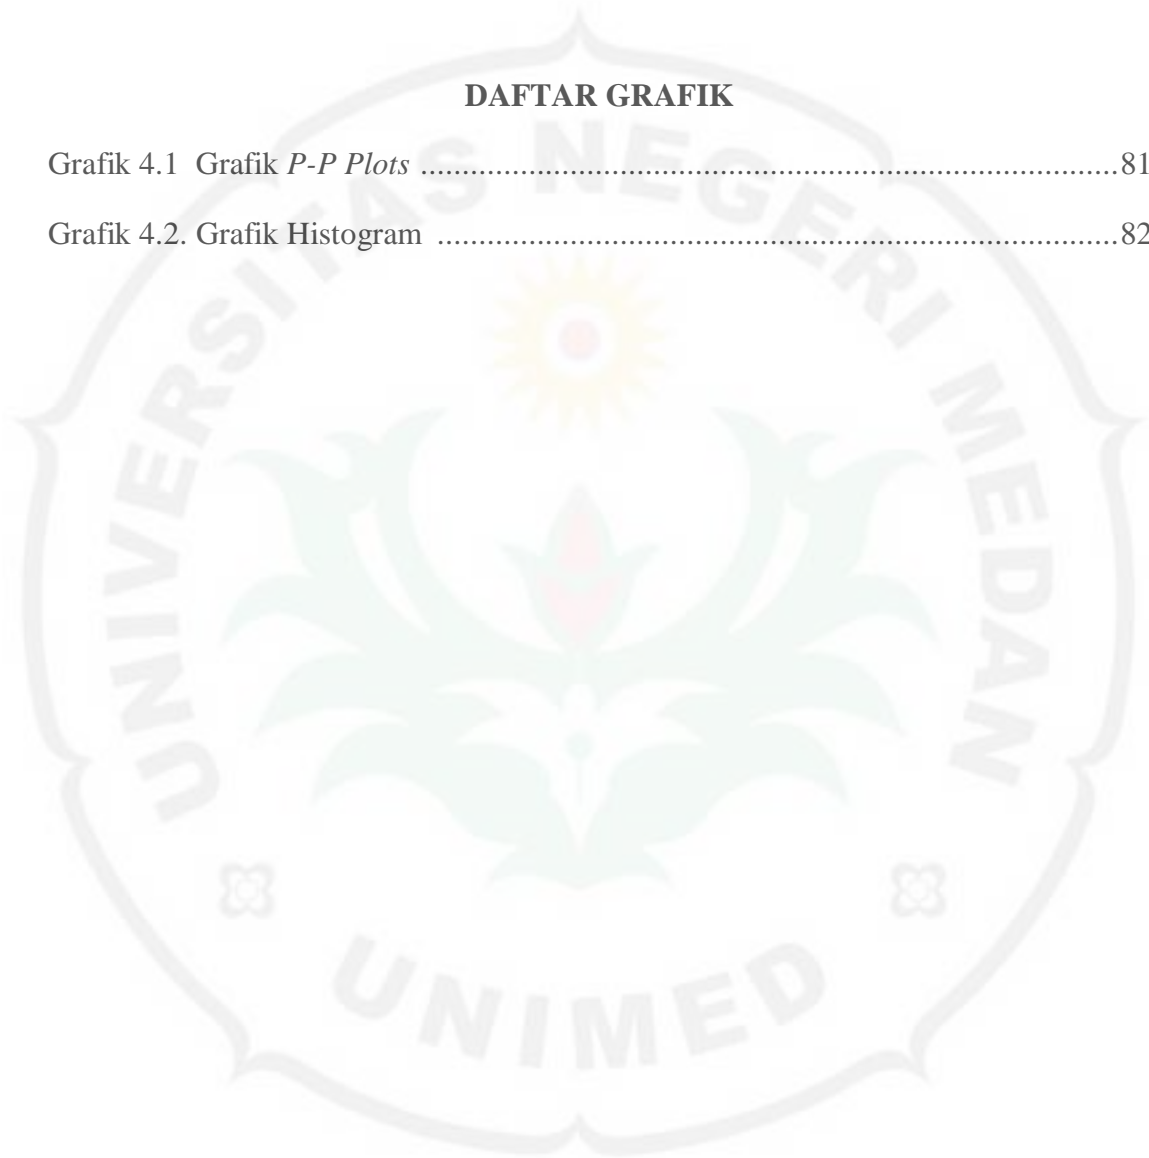 DAFTAR GRAFIK
Grafik 4.1  Grafik P-P Plots ....................................................................................81
Grafik 4.2. Grafik Histogram ..................................................................................82
UNIVERSITAS NEGERI MEDAN
UNIMED